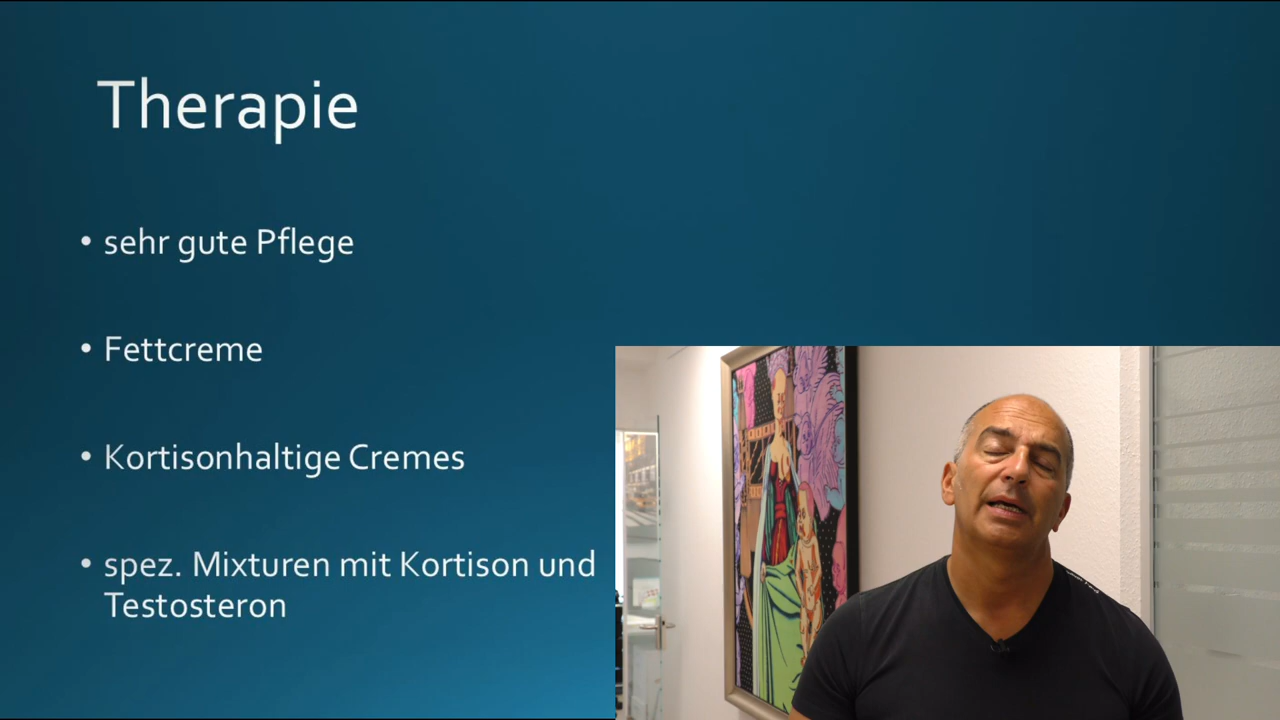 Therapie
• sehr gute Pflege
• Fettcreme
• Kortisonhaltige Cremes
• spez. Mixturen mit Kortison und
Testosteron